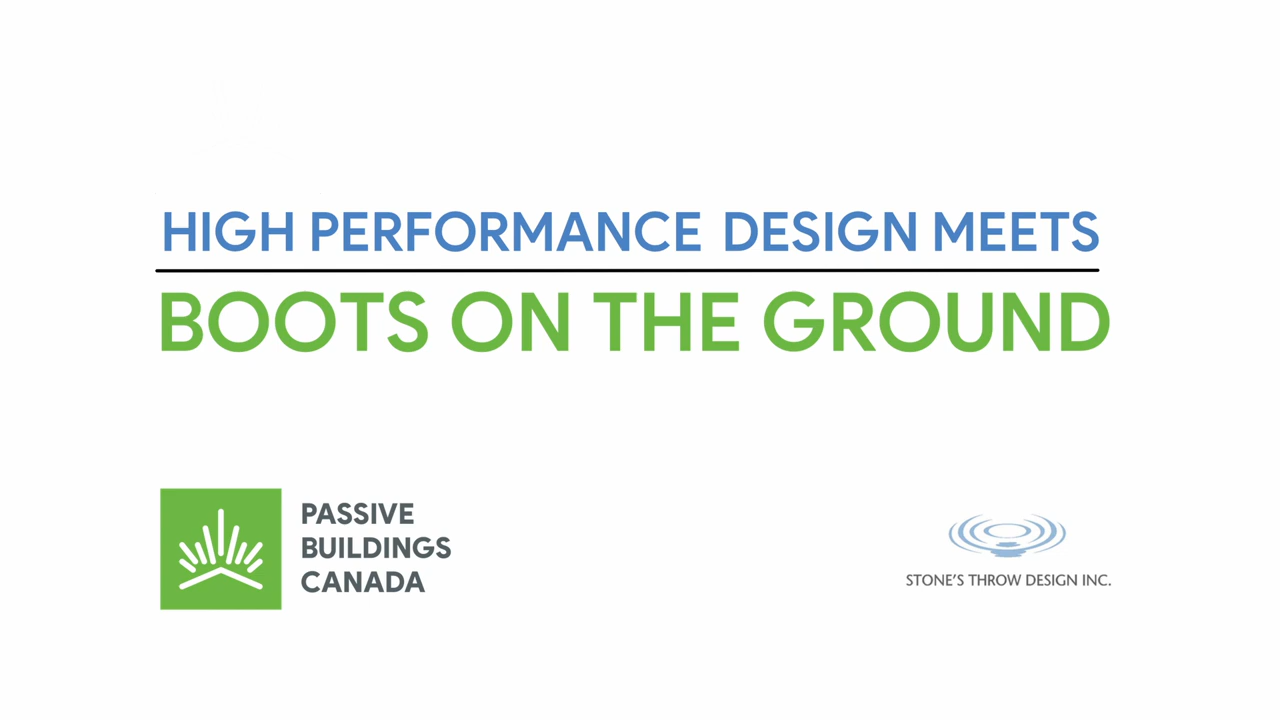 HIGH PERFORMANCE DESIGN MEETS
BOOTS ON THE GROUND
PASSIVE
BUILDINGS
CANADA
STONE'S THROW DESIGN INC.